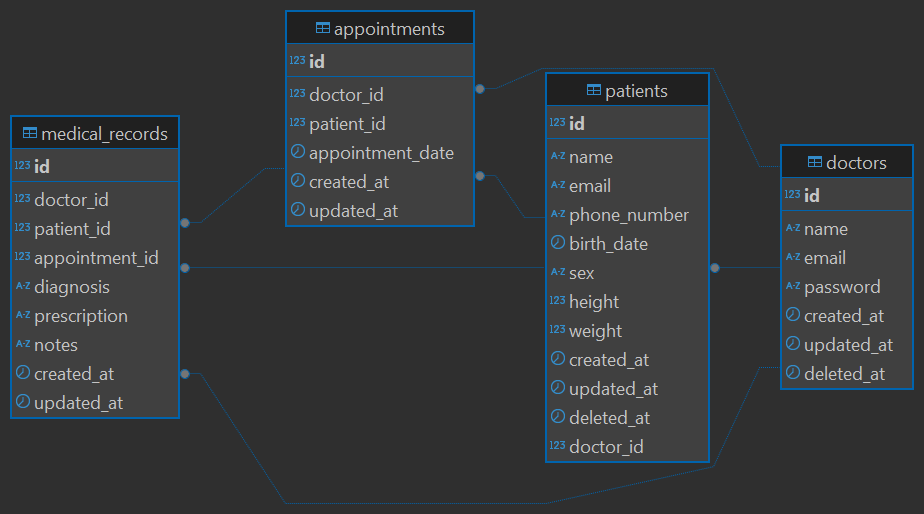 appointments
123 id
123 doctor_id
123 patient_id
appointment_date
created_at
updated_at
patients
123 id
A-Z name
A-Z email
A-Z phone_number
birth_date
A-Z sex
123 height
123 weight
created_at
updated_at
deleted_at
123 doctor_id
medical_records
123 id
123 doctor_id
123 patient_id
123 appointment_id
A-Z diagnosis
A-Z prescription
A-Z notes
created_at
updated_at
doctors
123 id
A-Z name
A-Z email
A-Z password
created_at
updated_at
deleted_at